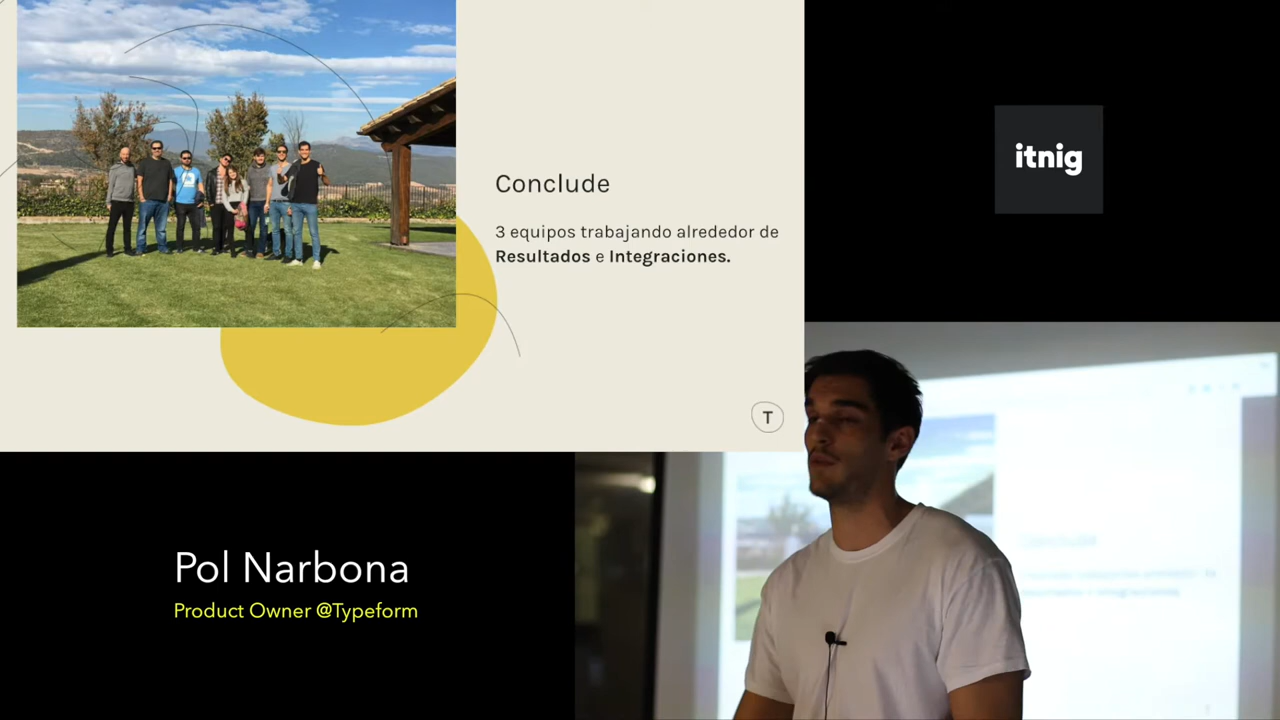 Conclude
3 equipos trabajando alrededor de
Resultados e Integraciones.
T
itnig
Pol Narbona
Product Owner @Typeform